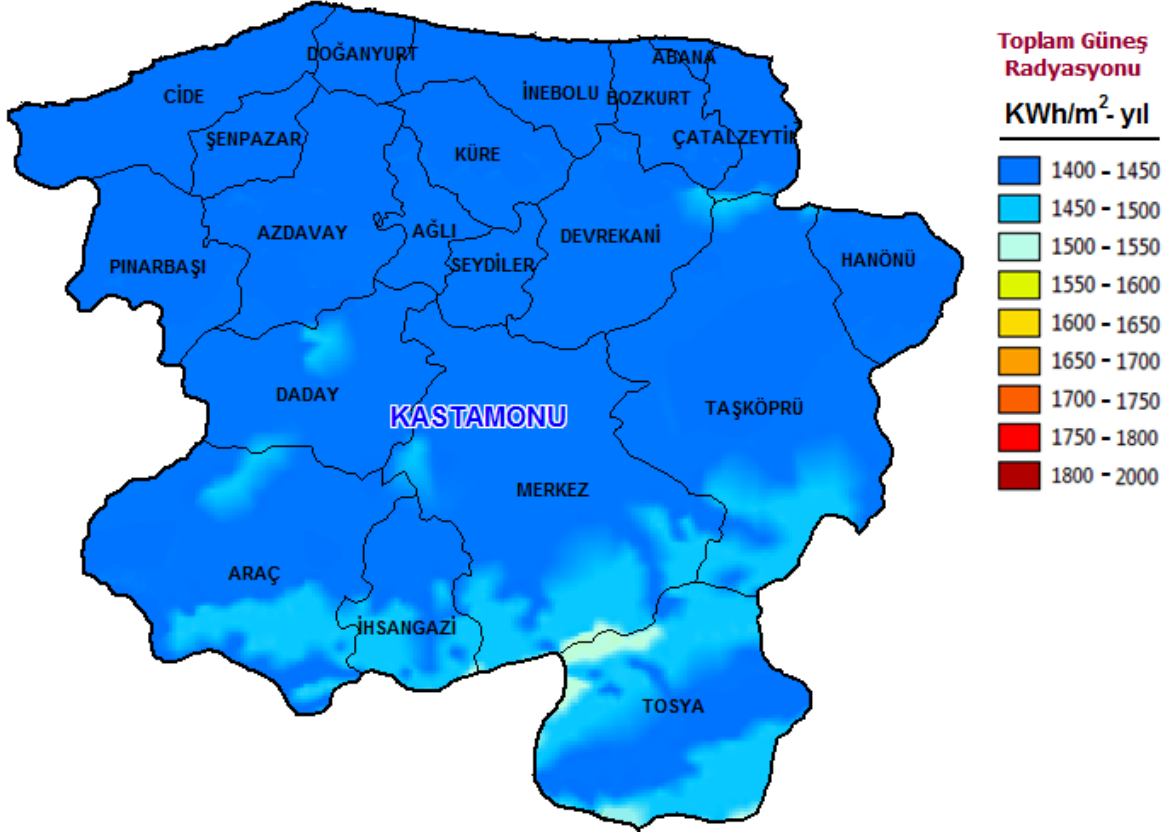 DOĞANYURT
ABANA
CİDE
İNEBOLU
BOZKURT
ŞENPAZAR
ÇATALZEYTİN
KÜRE
AZDAVAY
AĞLI
DEVREKANİ
PINARBAŞI
SEYDİLER
HANÖNÜ
DADAY
KASTAMONU
TAŞKÖPRÜ
MERKEZ
ARAÇ
İHSANGAZİ
TOSYA
Toplam Güneş
Radyasyonu
KWh/m²- yıl
1400 - 1450
1450 - 1500
1500 - 1550
1550 - 1600
1600 - 1650
1650 - 1700
1700 - 1750
1750 - 1800
1800 - 2000